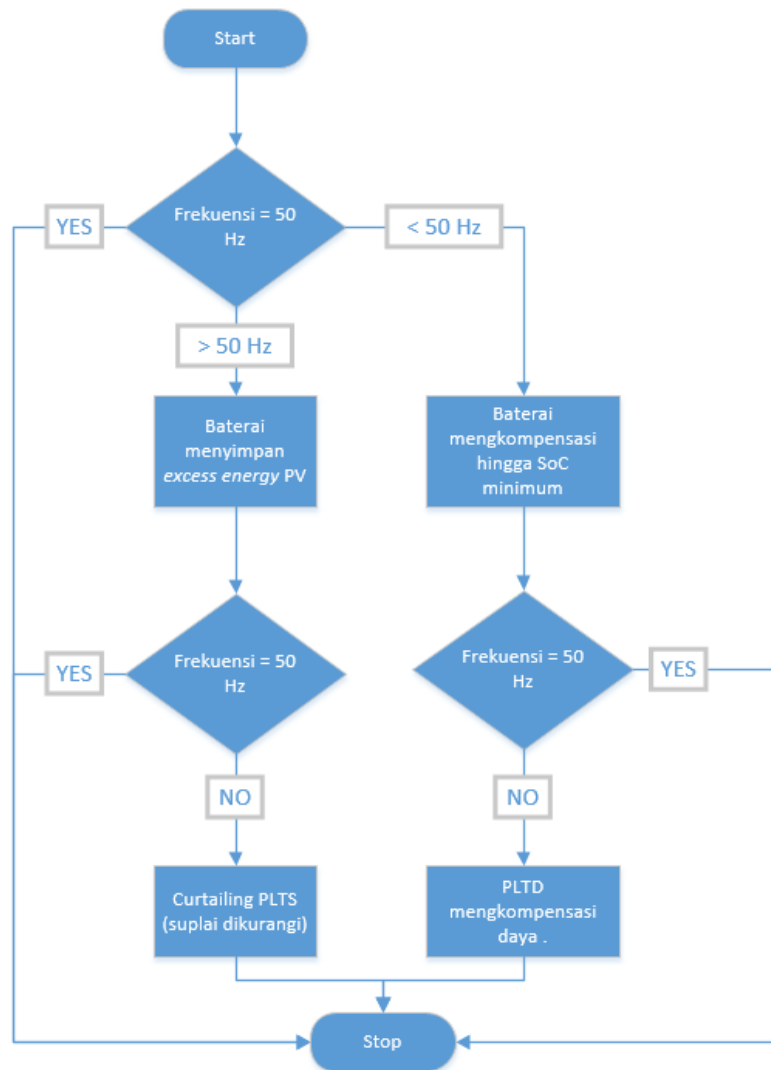 Start
Frekuensi = 50
Hz
YES
< 50 Hz
> 50 Hz
Baterai
menyimpan
excess energy PV
Baterai
mengkompensasi
hingga SoC
minimum
Frekuensi = 50
Hz
YES
Frekuensi = 50
Hz
YES
NO
NO
Curtailing PLTS
(suplai dikurangi)
PLTD
mengkompensasi
daya .
Stop